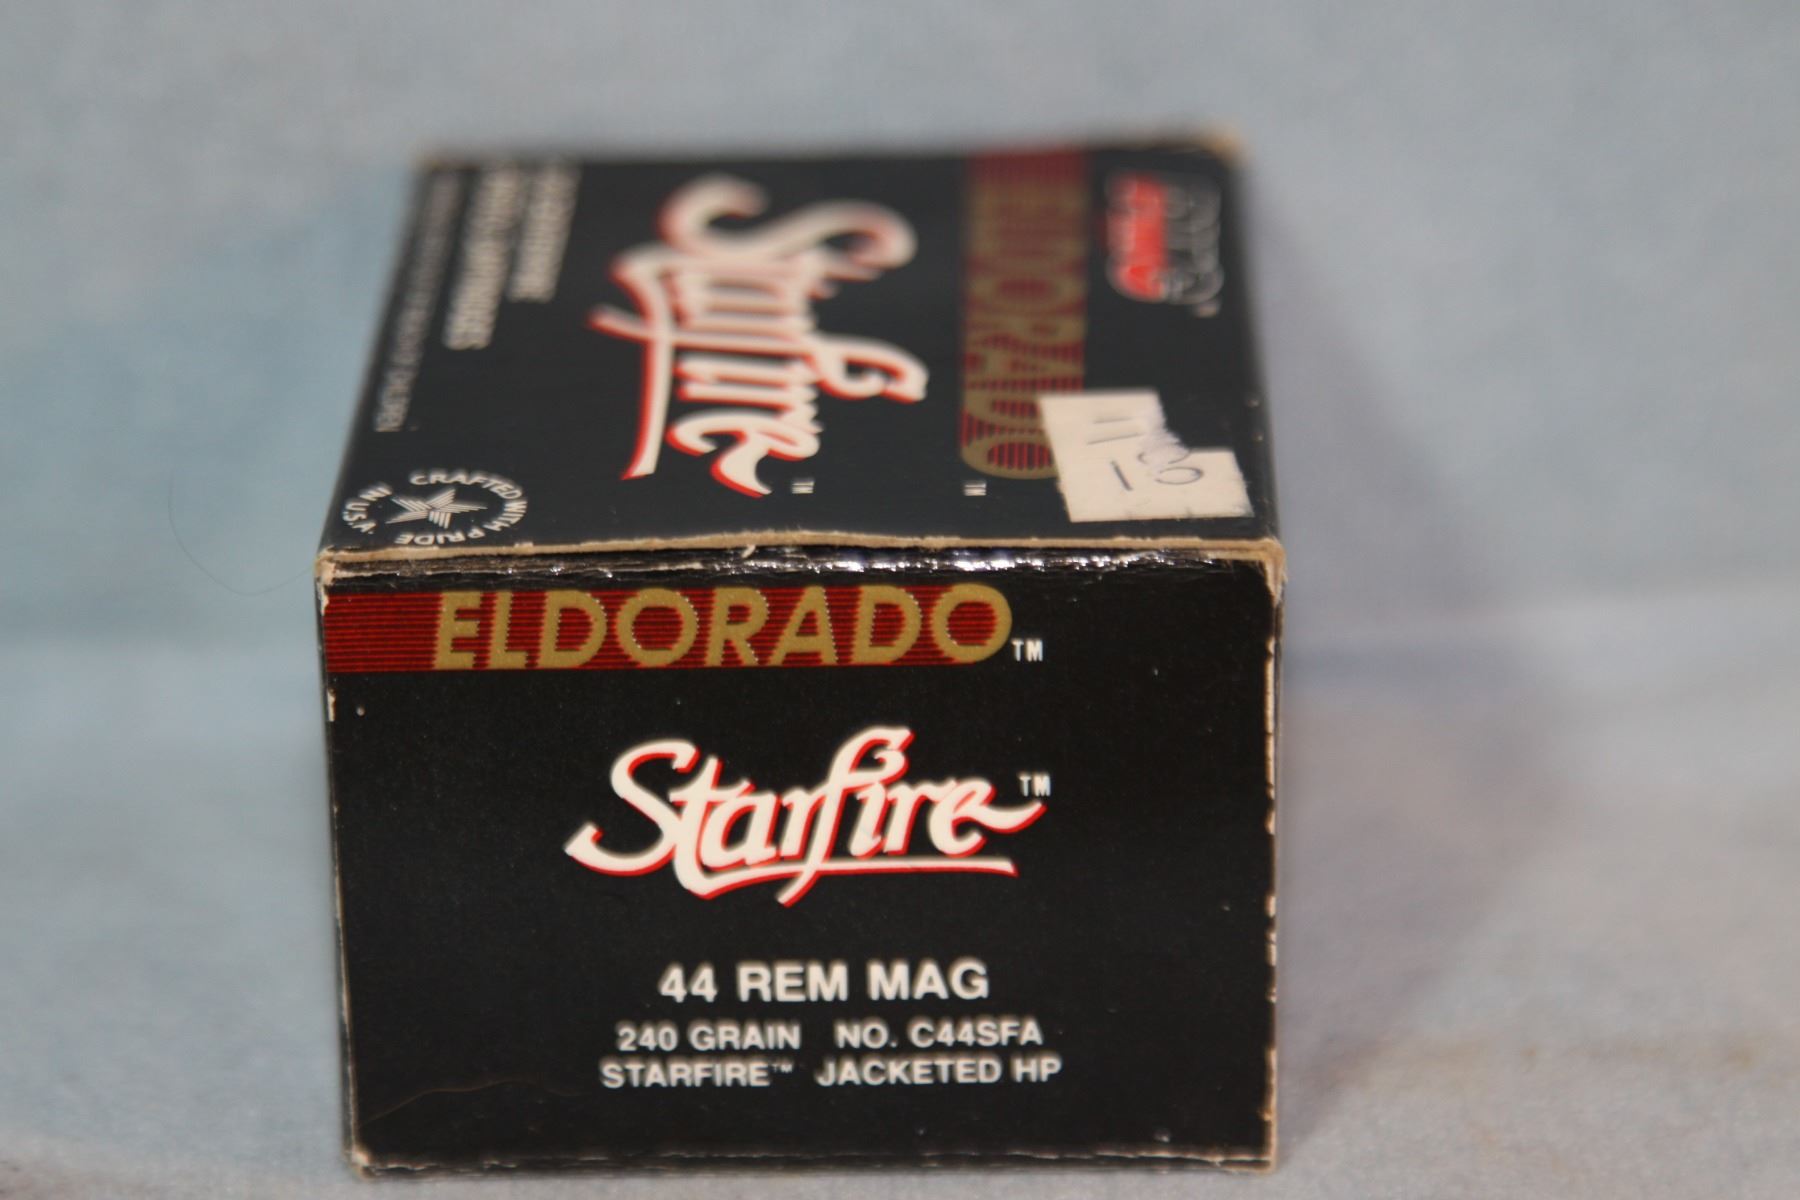 ELDORADO™
Starfire™
CRAFTED WITH PRIDE
IN U.S.A.
ELDORADO™
Starfire™
44 REM MAG
240 GRAIN NO. C44SFA
STARFIRE™ JACKETED HP